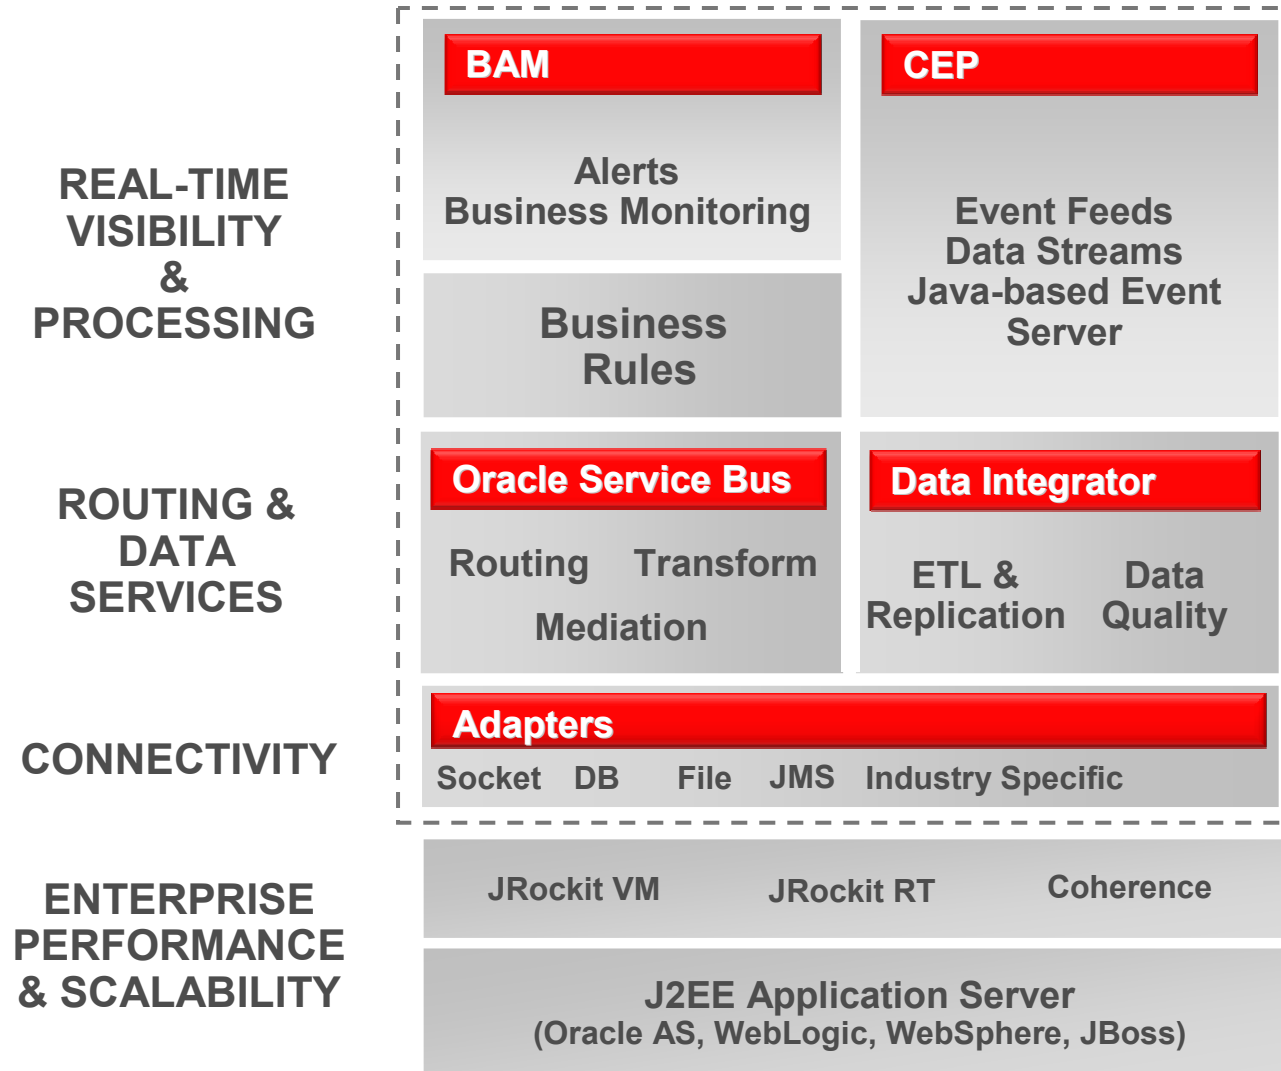 REAL-TIME
VISIBILITY
&
PROCESSING
BAM
Alerts
Business Monitoring
Business
Rules
CEP
Event Feeds
Data Streams
Java-based Event
Server
ROUTING &
DATA
SERVICES
Oracle Service Bus
Routing Transform
Mediation
Data Integrator
ETL &
Replication
Data
Quality
CONNECTIVITY
Adapters
Socket DB File JMS Industry Specific
ENTERPRISE
PERFORMANCE
& SCALABILITY
JRockit VM JRockit RT Coherence
J2EE Application Server
(Oracle AS, WebLogic, WebSphere, JBoss)